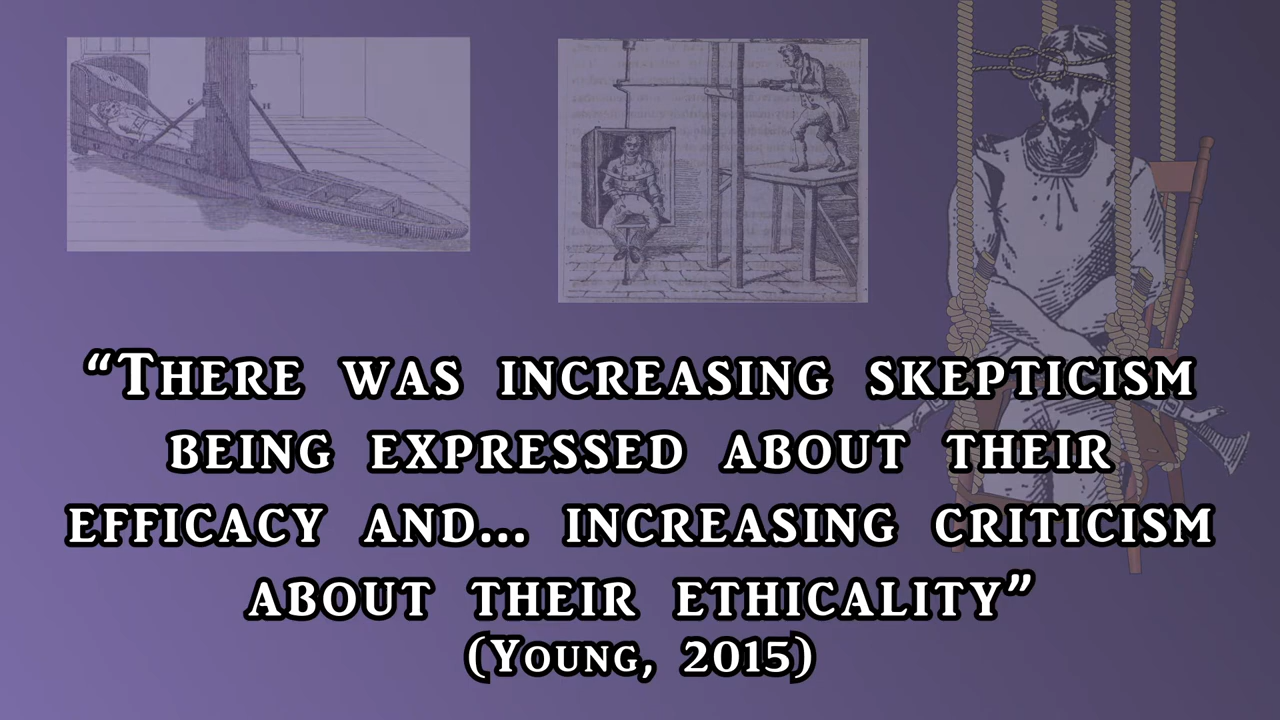 “There was increasing skepticism
being expressed about their
efficacy and... increasing criticism
about their ethicality”
(Young, 2015)